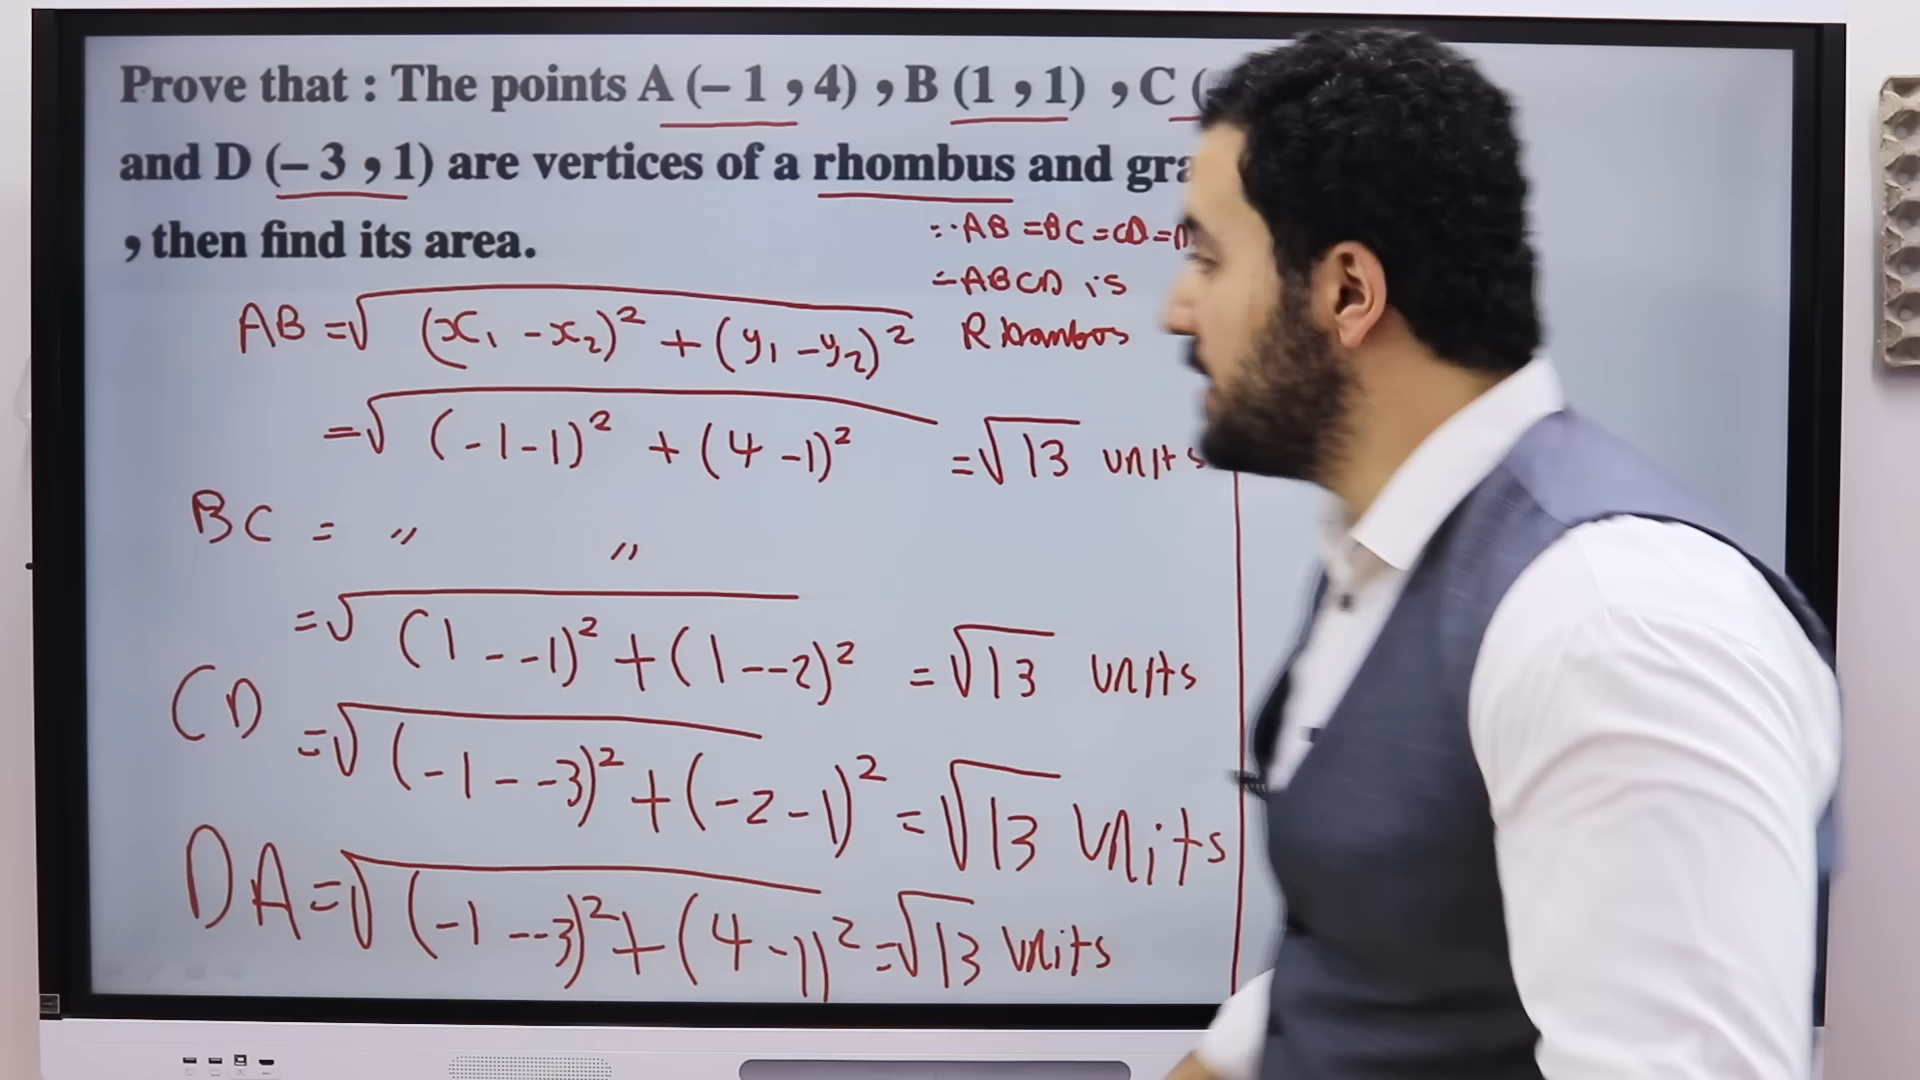 Prove that : The points A (– 1 , 4) , B (1 , 1) , C (
and D (– 3 , 1) are vertices of a rhombus and gra
, then find its area.
∵ AB = BC = CD = D
∴ ABCD is
Rhombos
AB = √(x₁ - x₂)² + (y₁ - y₂)²
= √(-1-1)² + (4-1)² = √13 units
BC = " "
= √(1--1)² + (1--2)² = √13 units
CD = √(-1--3)² + (-2-1)² = √13 units
DA = √(-1--3)² + (4-1)² = √13 units